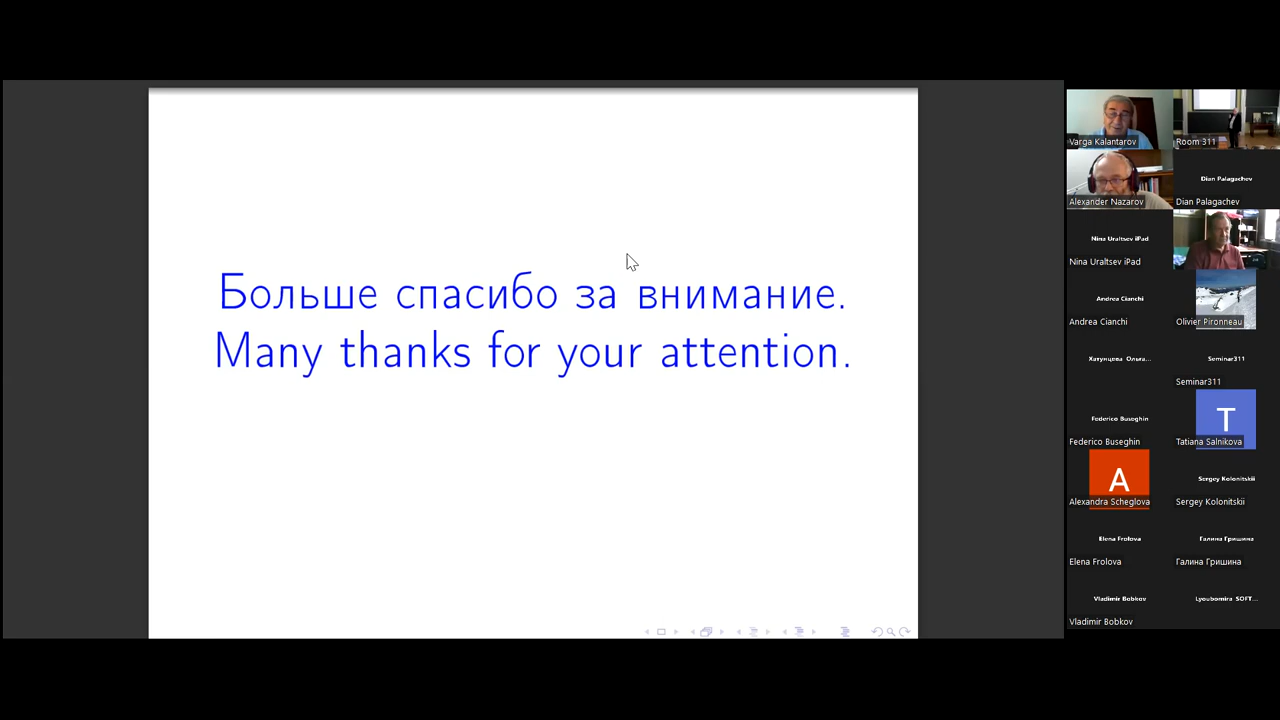 Больше спасибо за внимание.
Many thanks for your attention.
Varga Kalantarov
Room 311
Alexander Nazarov
Dian Palagachev
Dian Palagachev
Nina Uraltsev iPad
Nina Uraltsev iPad
Andrea Cianchi
Andrea Cianchi
Olivier Pironneau
Хатунцева Ольга...
Seminar311
Seminar311
Federico Buseghin
Federico Buseghin
T
Tatiana Salnikova
A
Alexandra Scheglova
Sergey Kolonitskii
Sergey Kolonitskii
Elena Frolova
Elena Frolova
Галина Гришина
Галина Гришина
Vladimir Bobkov
Vladimir Bobkov
Lyoubomira SOFT...